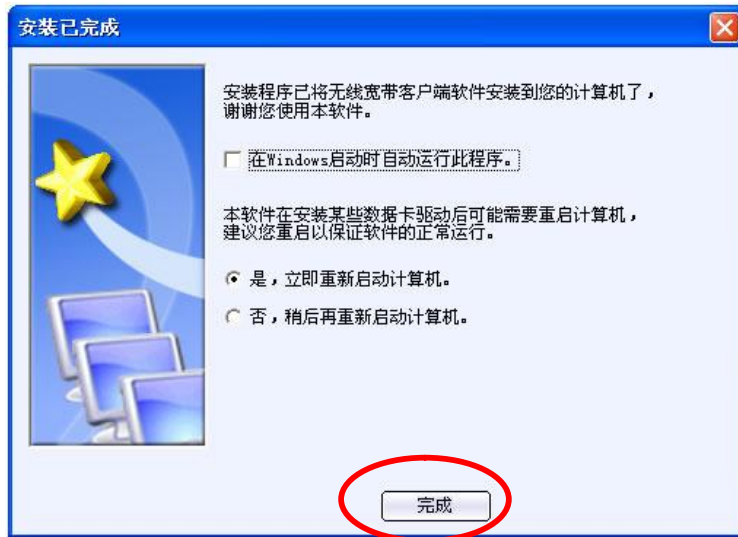 安装已完成
安装程序已将无线宽带客户端软件安装到您的计算机了，
谢谢您使用本软件。
在Windows启动时自动运行此程序。
本软件在安装某些数据卡驱动后可能需要重启计算机，
建议您重启以保证软件的正常运行。
是，立即重新启动计算机。
否，稍后再重新启动计算机。
完成